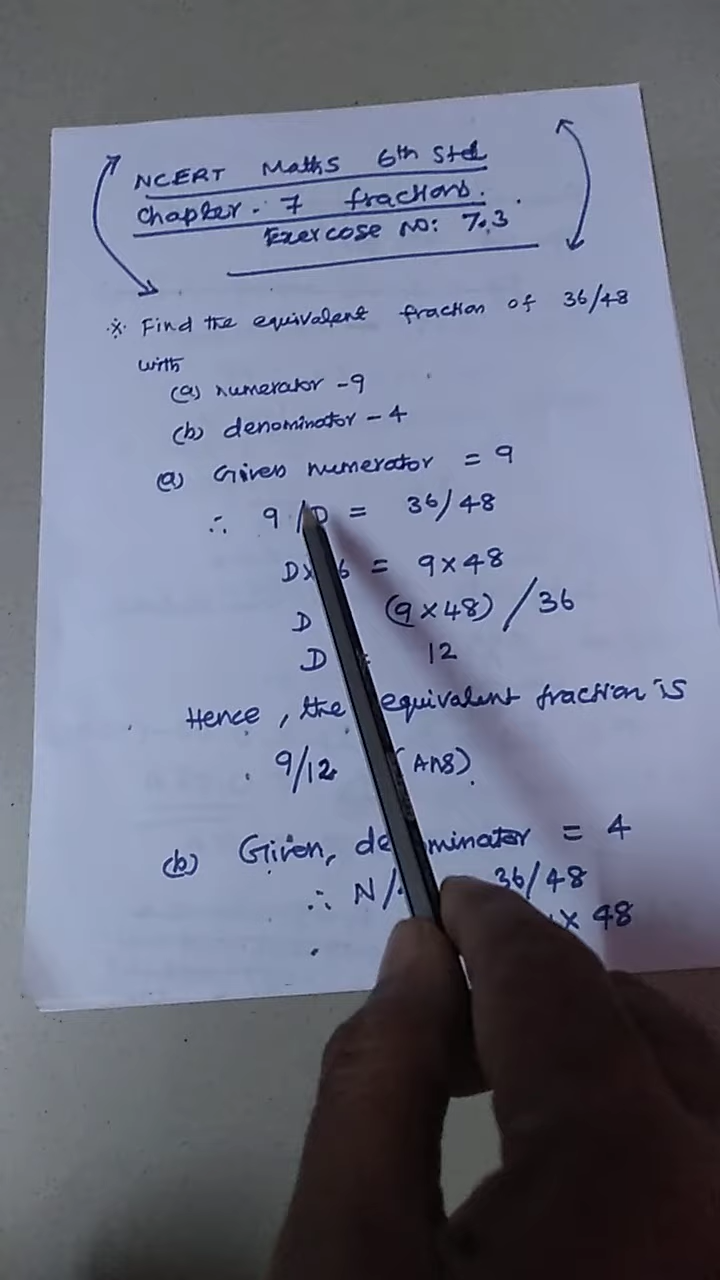 NCERT Maths 6th Std
Chapter. 7 fractions.
Exercose NO: 7.3
Find the equivalent fraction of 36/48
with
(a) numerator - 9
(b) denominator - 4
(a) Given numerator = 9
∴ 9/D = 36/48
= 9 x 48
D (9 x 48) / 36
D 12
Hence, the equivalent fraction is
9/12 (Ans).
(b) Given, denominator = 4
∴ N/ 36/48
x 48